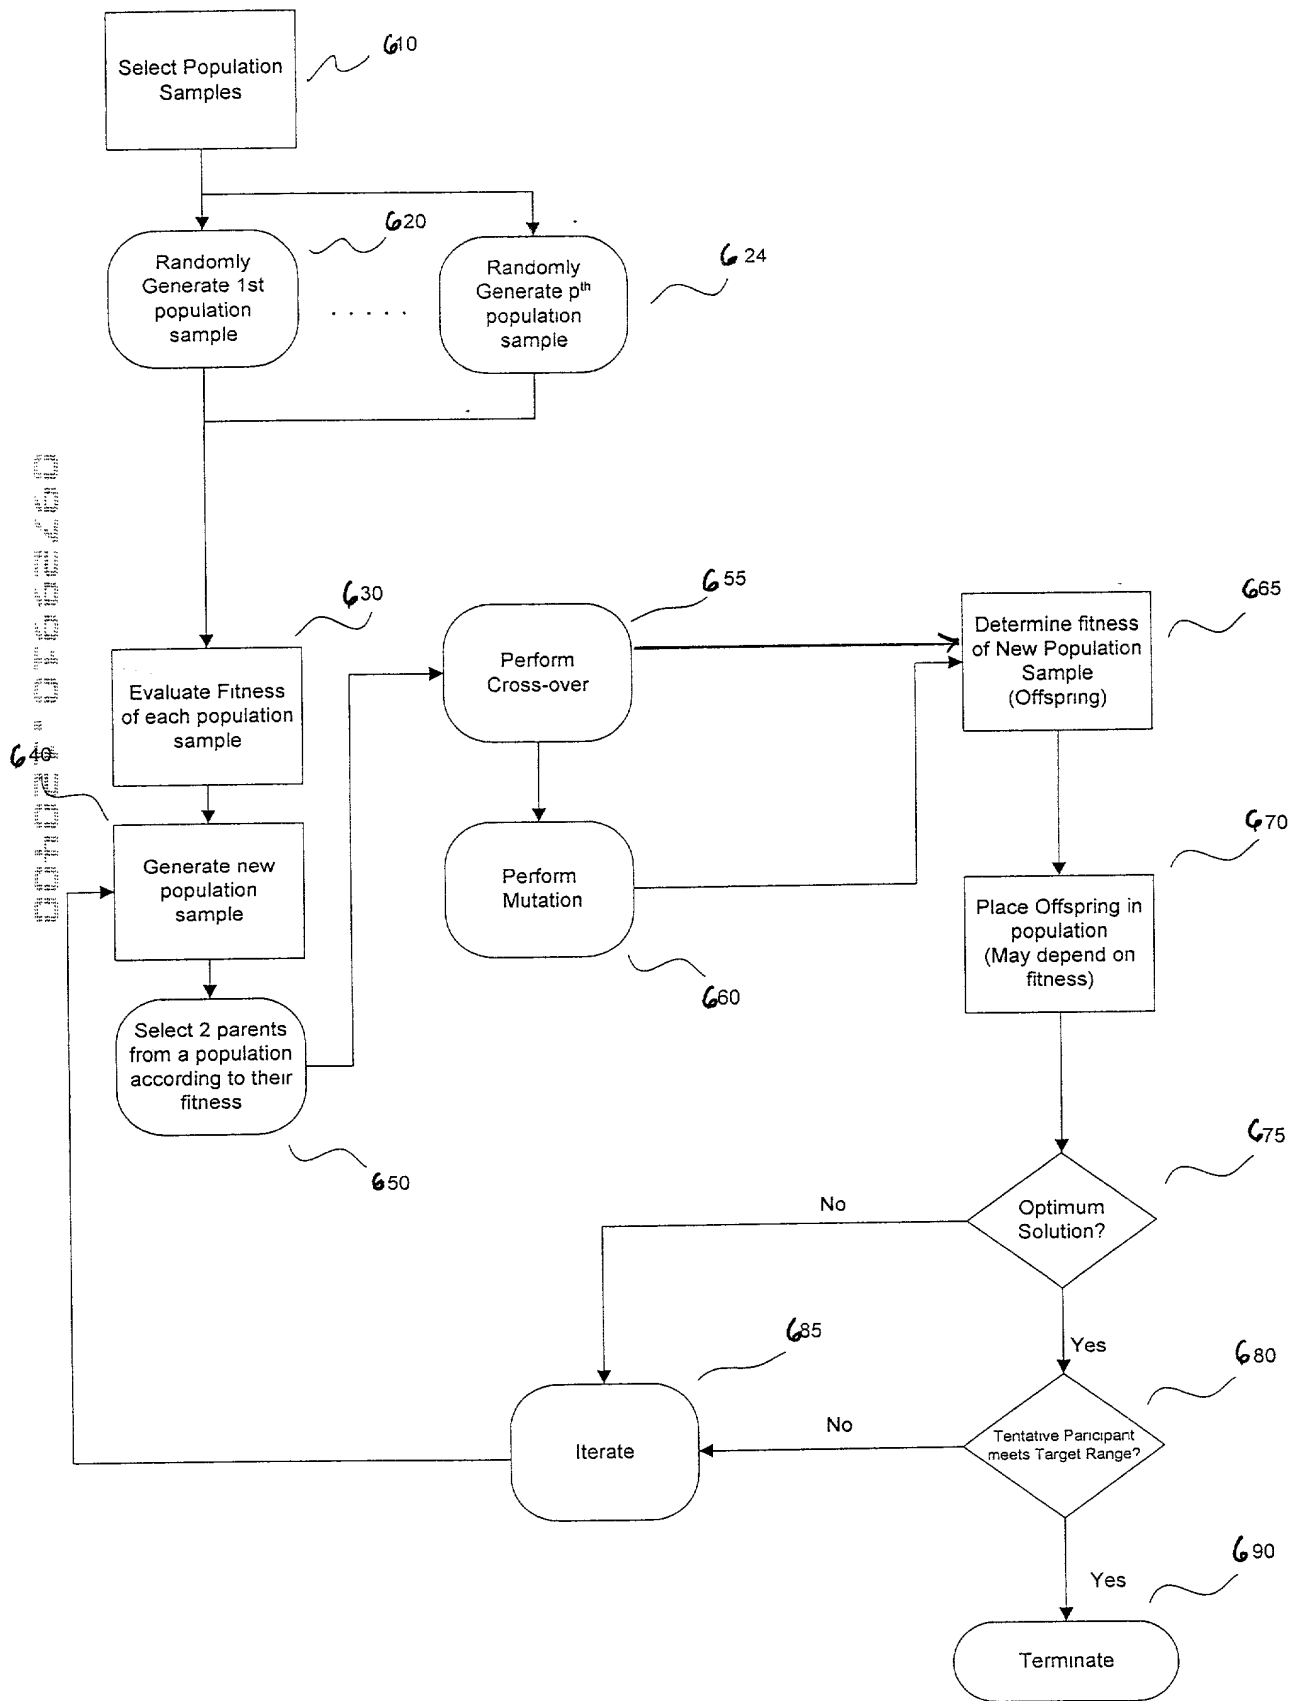 Select Population
Samples
610
Randomly
Generate 1st
population
sample
620
. . . . .
Randomly
Generate pth
population
sample
624
Evaluate Fitness
of each population
sample
630
640
Generate new
population
sample
Select 2 parents
from a population
according to their
fitness
650
Perform
Cross-over
655
Perform
Mutation
660
Determine fitness
of New Population
Sample
(Offspring)
665
Place Offspring in
population
(May depend on
fitness)
670
Optimum
Solution?
675
No
Yes
Tentative Paricipant
meets Target Range?
680
No
Iterate
685
Yes
Terminate
690